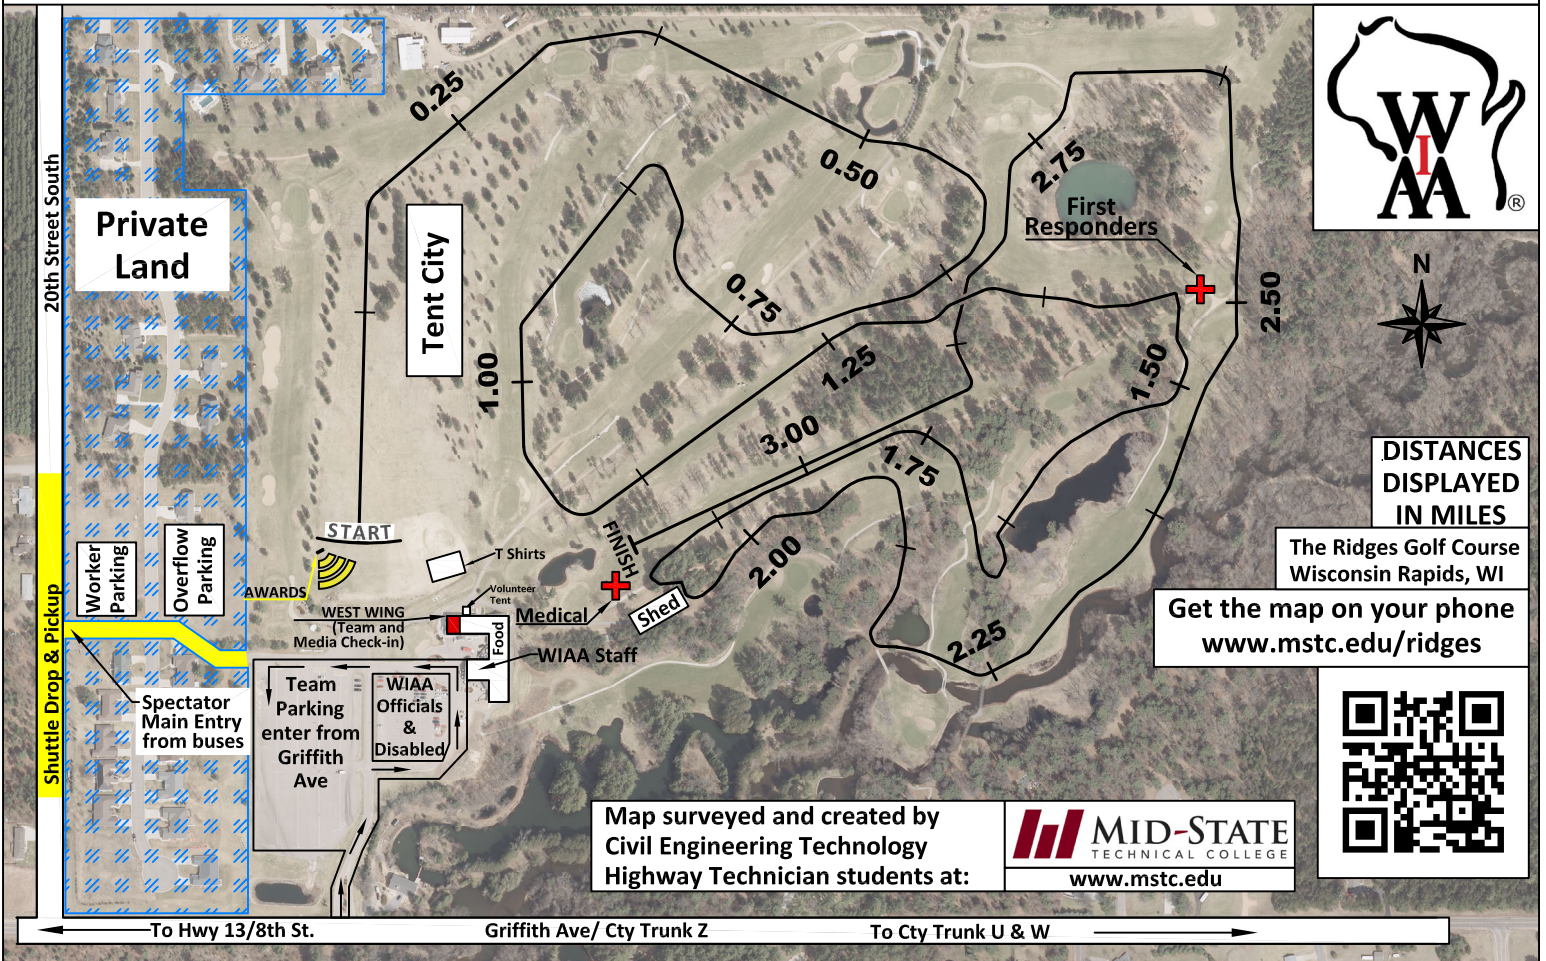 20th Street South
Shuttle Drop & Pickup
Private
Land
Tent City
0.25
0.50
0.75
1.00
1.25
1.50
1.75
2.00
2.25
2.50
2.75
3.00
First
Responders
W
I
AA
®
N
DISTANCES
DISPLAYED
IN MILES
The Ridges Golf Course
Wisconsin Rapids, WI
Get the map on your phone
www.mstc.edu/ridges
START
FINISH
T Shirts
Volunteer
Tent
AWARDS
WEST WING
(Team and
Media Check-in)
Medical
Shed
Food
WIAA Staff
Worker
Parking
Overflow
Parking
Spectator
Main Entry
from buses
Team
Parking
enter from
Griffith
Ave
WIAA
Officials
&
Disabled
Map surveyed and created by
Civil Engineering Technology
Highway Technician students at:
MID-STATE
TECHNICAL COLLEGE
www.mstc.edu
To Hwy 13/8th St.
Griffith Ave/ Cty Trunk Z
To Cty Trunk U & W